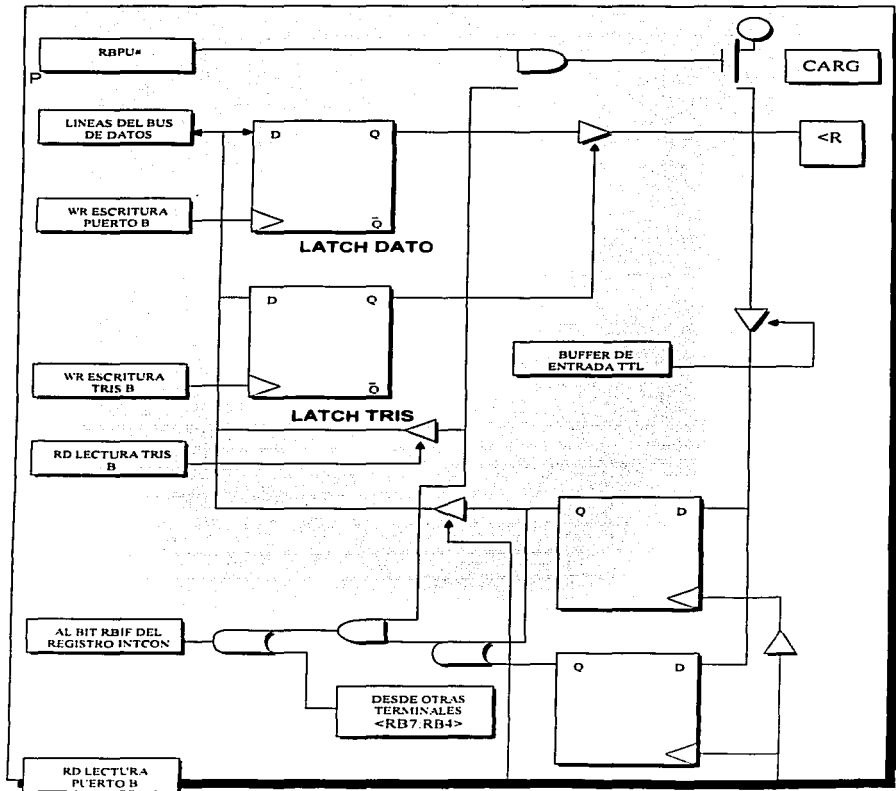 RBPU#
CARG
P
LINEAS DEL BUS
DE DATOS
D
Q
<R
WR ESCRITURA
PUERTO B
Q
LATCH DATO
D
Q
BUFFER DE
ENTRADA TTL
WR ESCRITURA
TRIS B
Q
LATCH TRIS
RD LECTURA TRIS
B
Q
D
AL BIT RBIF DEL
REGISTRO INTCON
Q
D
DESDE OTRAS
TERMINALES
<RB7.RB4>
RD LECTURA
PUERTO B